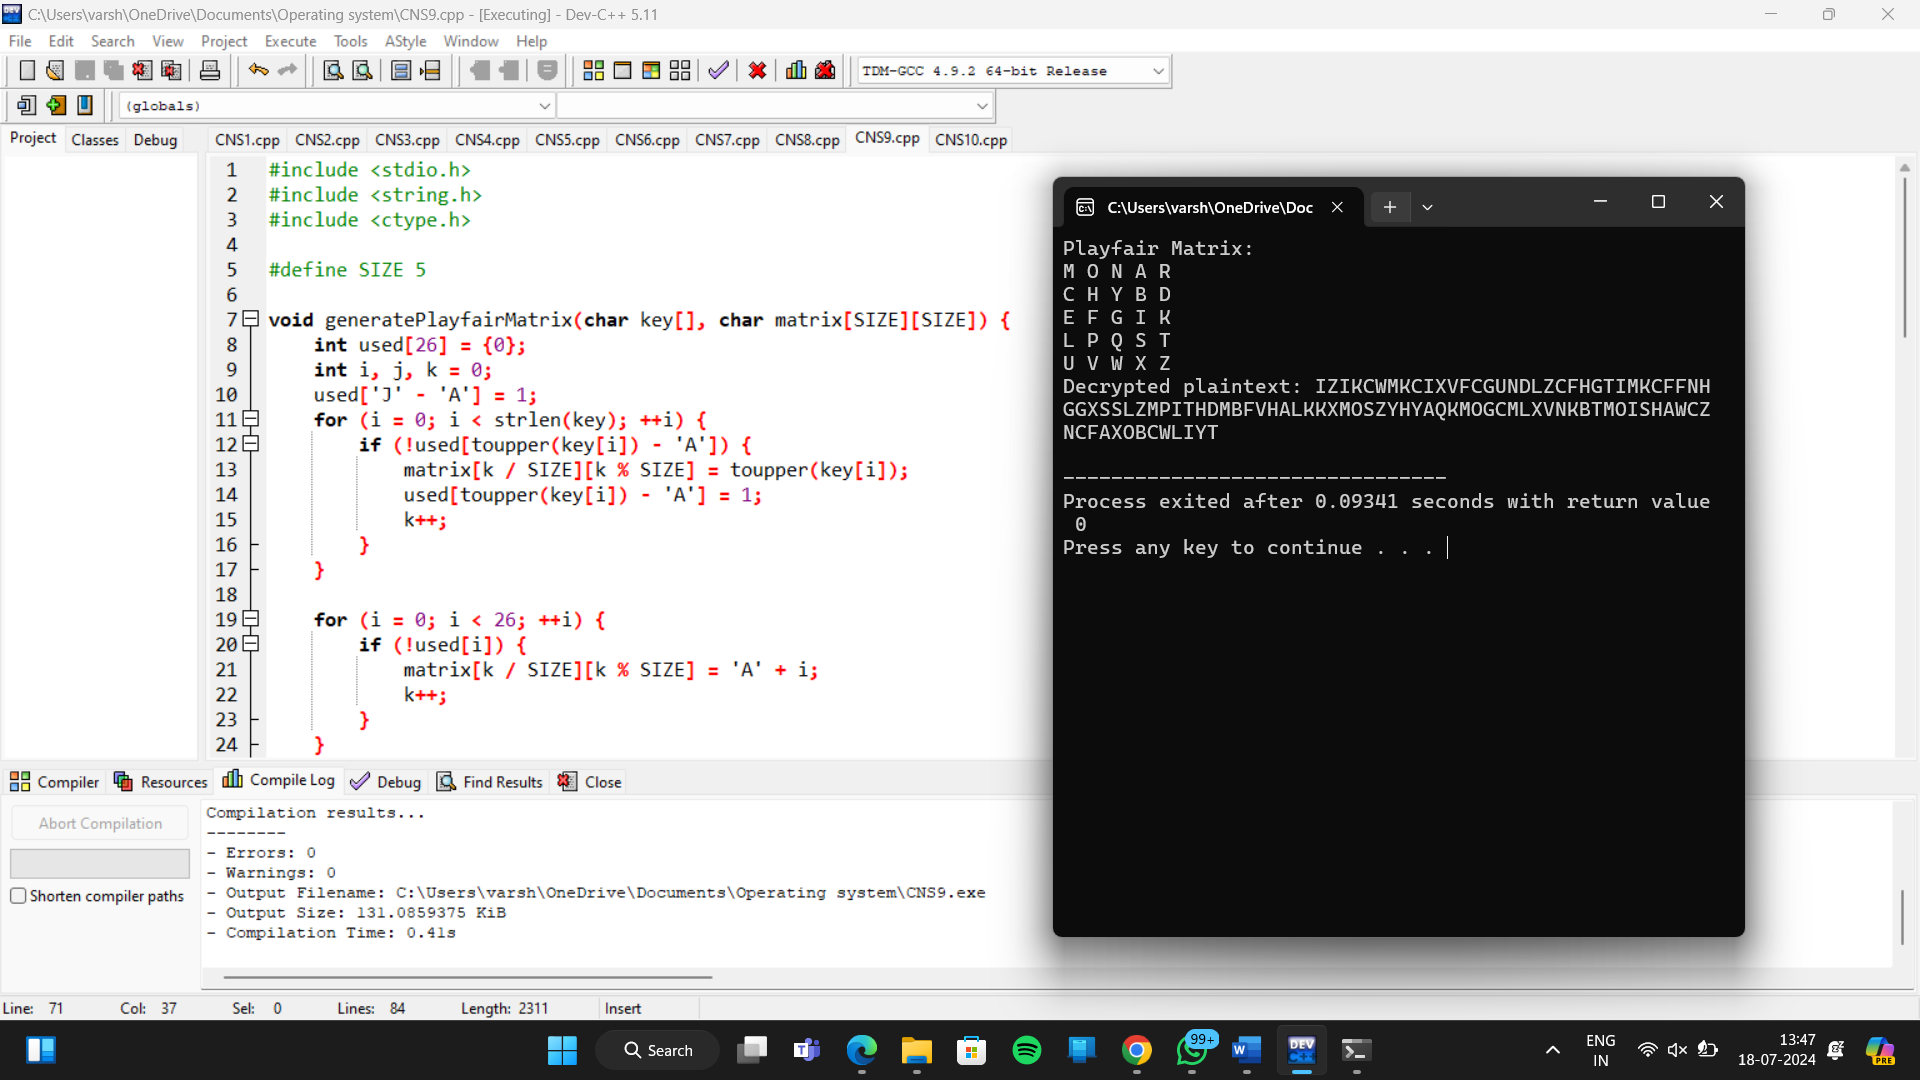 C:\Users\varsh\OneDrive\Documents\Operating system\CNS9.cpp - [Executing] - Dev-C++ 5.11
File Edit Search View Project Execute Tools AStyle Window Help
TDM-GCC 4.9.2 64-bit Release
(globals)
Project Classes Debug
CNS1.cpp CNS2.cpp CNS3.cpp CNS4.cpp CNS5.cpp CNS6.cpp CNS7.cpp CNS8.cpp CNS9.cpp CNS10.cpp
1 #include <stdio.h>
2 #include <string.h>
3 #include <ctype.h>
4
5 #define SIZE 5
6
7 void generatePlayfairMatrix(char key[], char matrix[SIZE][SIZE]) {
8 int used[26] = {0};
9 int i, j, k = 0;
10 used['J' - 'A'] = 1;
11 for (i = 0; i < strlen(key); ++i) {
12 if (!used[toupper(key[i]) - 'A']) {
13 matrix[k / SIZE][k % SIZE] = toupper(key[i]);
14 used[toupper(key[i]) - 'A'] = 1;
15 k++;
16 }
17 }
18
19 for (i = 0; i < 26; ++i) {
20 if (!used[i]) {
21 matrix[k / SIZE][k % SIZE] = 'A' + i;
22 k++;
23 }
24 }
C:\Users\varsh\OneDrive\Doc
Playfair Matrix:
M O N A R
C H Y B D
E F G I K
L P Q S T
U V W X Z
Decrypted plaintext: IZIKCWMKCIXVFCGUNDLZCFHGTIMKCFFNH
GGXSSLZMPITHDMBFVHALKKXMOSZYHYAQKMOGCMLXVNKBTMOISHAWCZ
NCFAXOBCWLIYT
--------------------------------
Process exited after 0.09341 seconds with return value
0
Press any key to continue . . .
Compiler Resources Compile Log Debug Find Results Close
Abort Compilation
Shorten compiler paths
Compilation results...
--------
- Errors: 0
- Warnings: 0
- Output Filename: C:\Users\varsh\OneDrive\Documents\Operating system\CNS9.exe
- Output Size: 131.0859375 KiB
- Compilation Time: 0.41s
Line: 71 Col: 37 Sel: 0 Lines: 84 Length: 2311 Insert
Search
99+
DEV C++
ENG
IN
13:47
18-07-2024
PRE